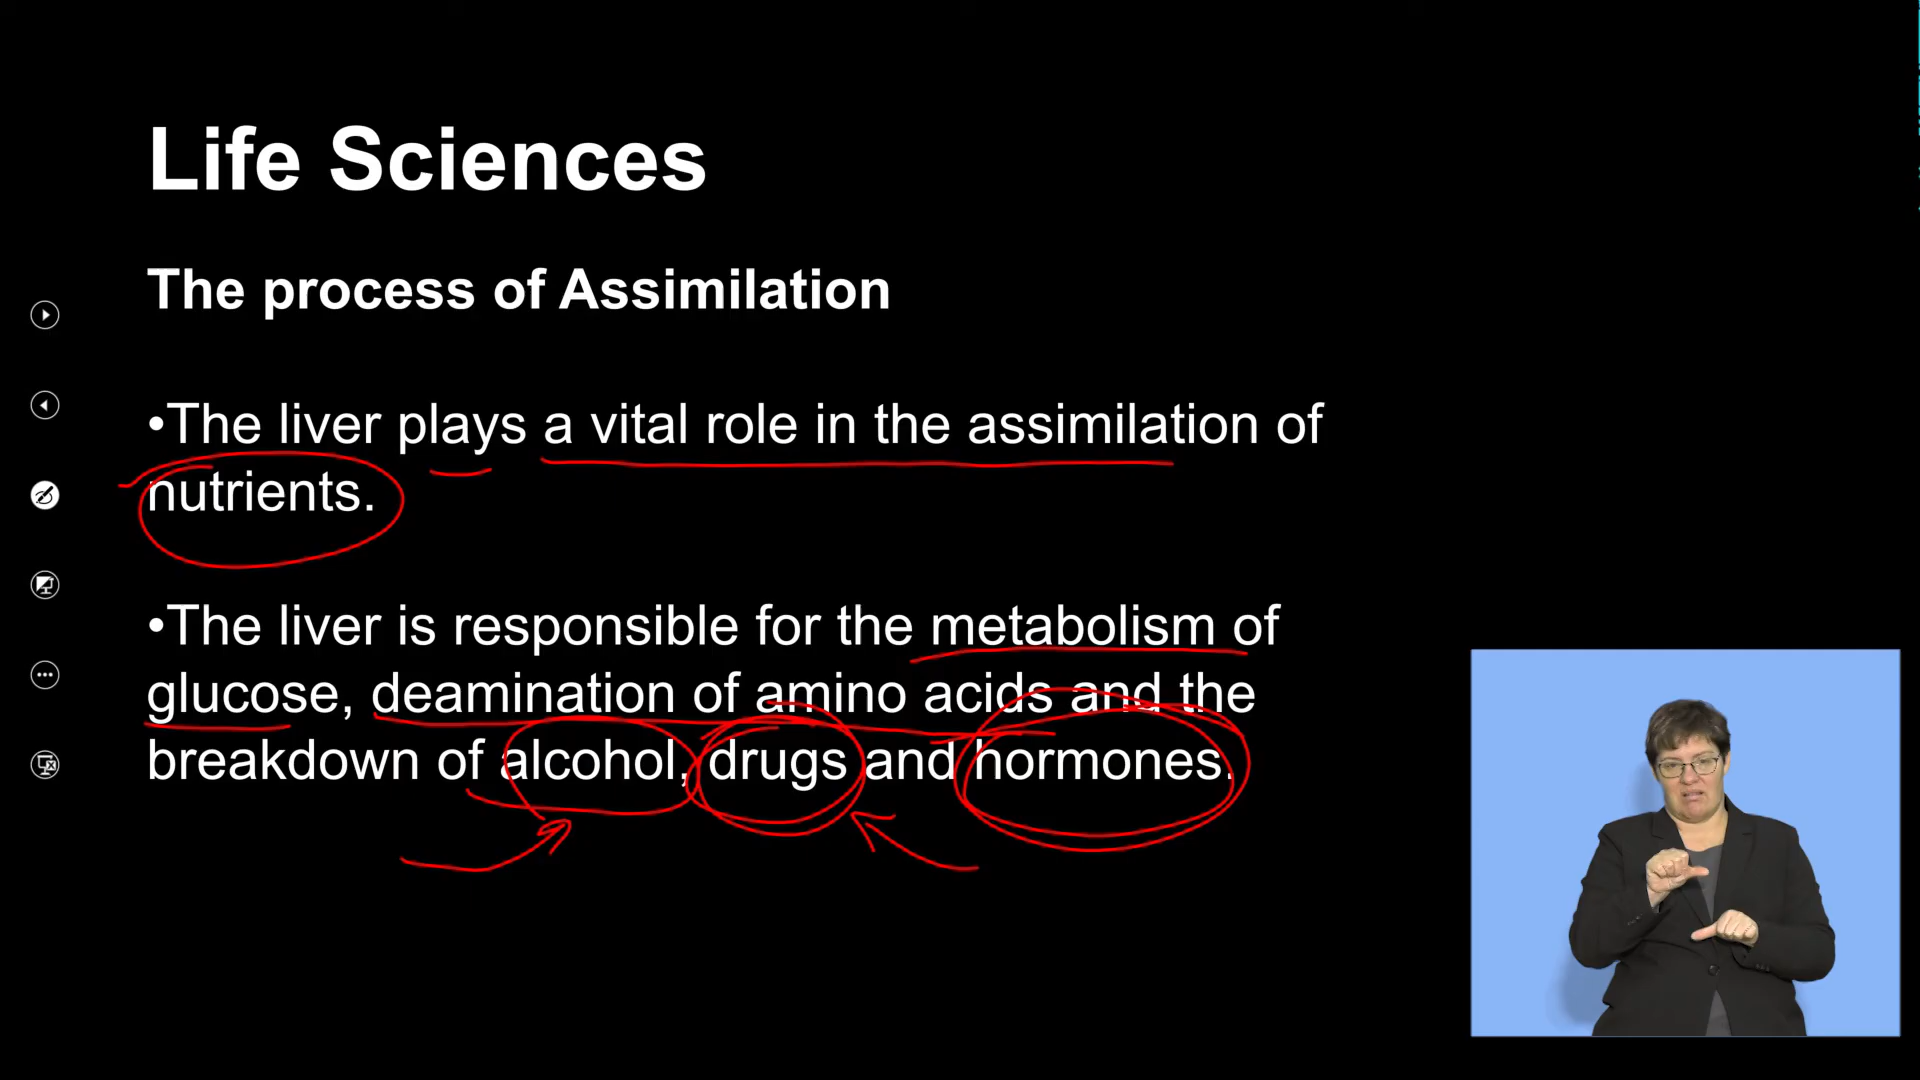 Life Sciences
The process of Assimilation
•The liver plays a vital role in the assimilation of
nutrients.
•The liver is responsible for the metabolism of
glucose, deamination of amino acids and the
breakdown of alcohol, drugs and hormones.